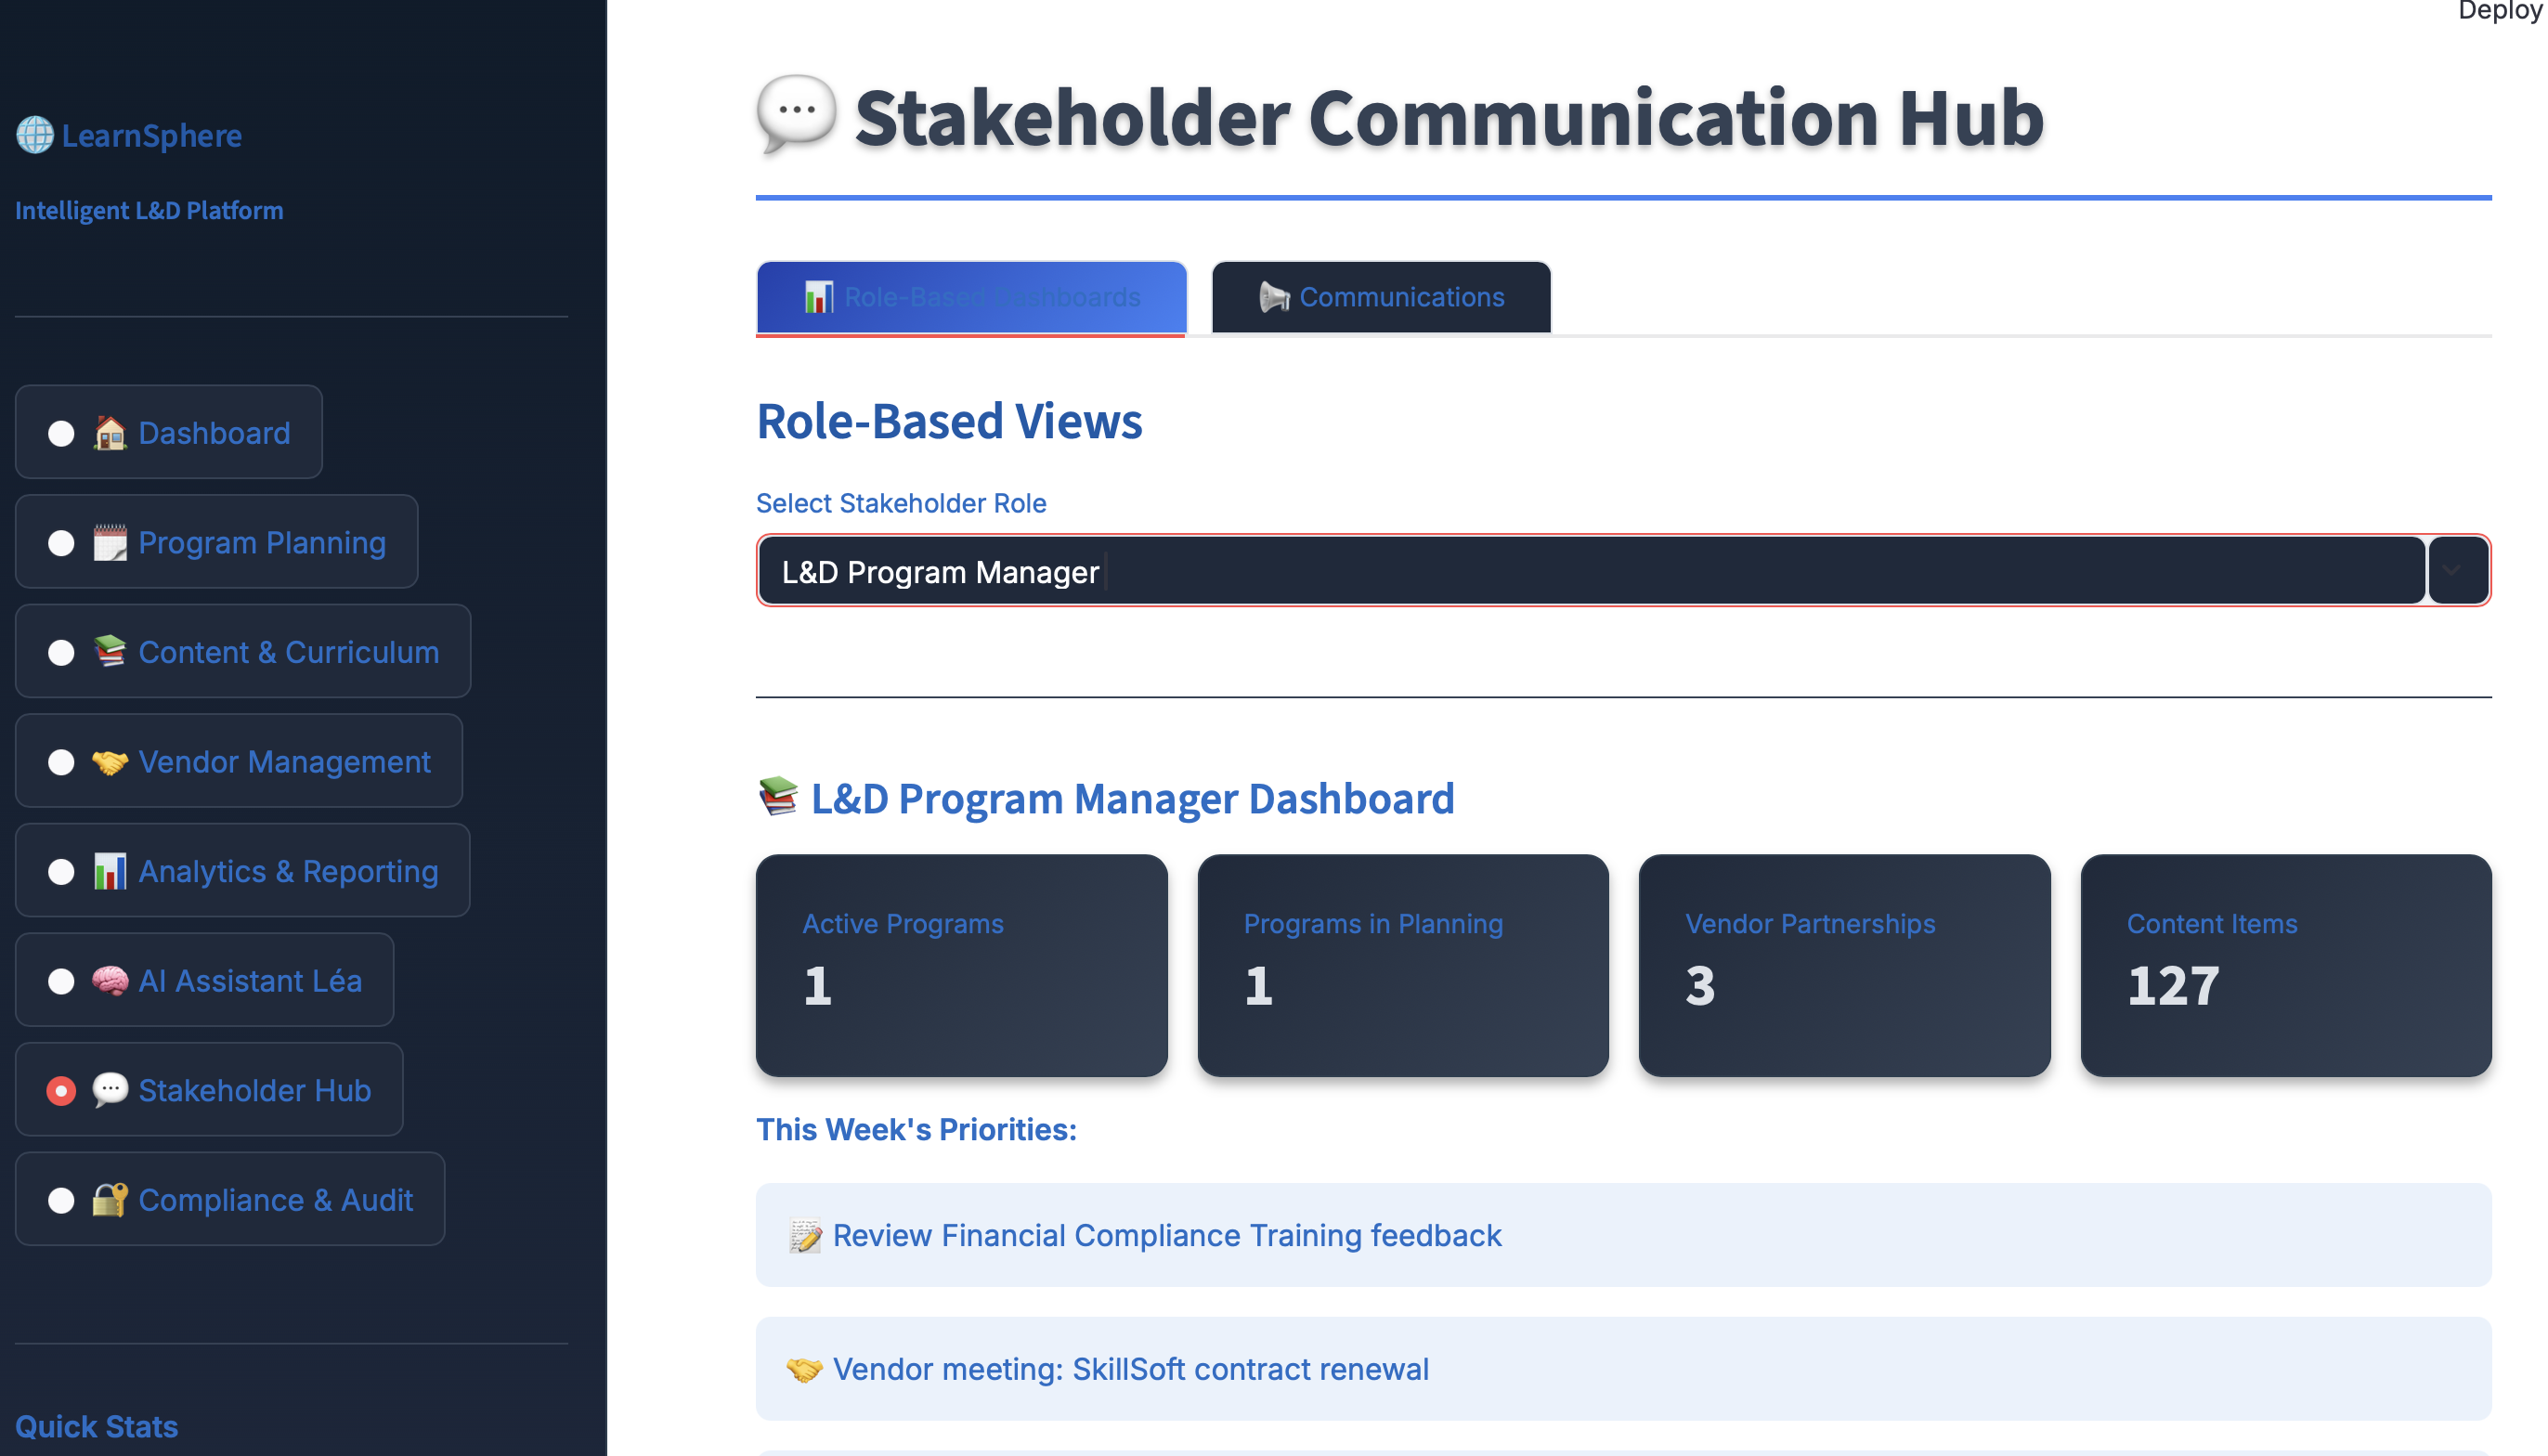 Deploy
LearnSphere
Intelligent L&D Platform
Dashboard
Program Planning
Content & Curriculum
Vendor Management
Analytics & Reporting
AI Assistant Léa
Stakeholder Hub
Compliance & Audit
Quick Stats
Stakeholder Communication Hub
Role-Based Dashboards
Communications
Role-Based Views
Select Stakeholder Role
L&D Program Manager
L&D Program Manager Dashboard
Active Programs
1
Programs in Planning
1
Vendor Partnerships
3
Content Items
127
This Week's Priorities:
Review Financial Compliance Training feedback
Vendor meeting: SkillSoft contract renewal